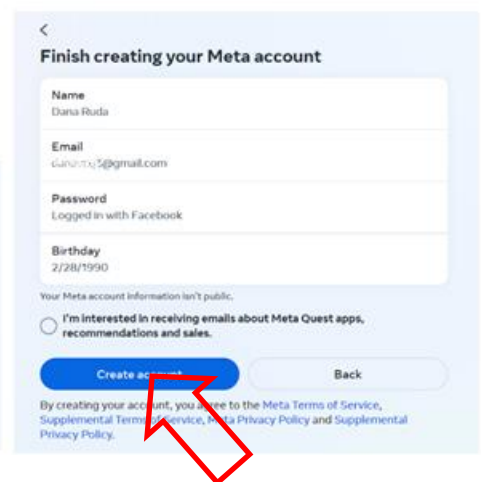 Finish creating your Meta account
Name
Dana Ruda
Email
@gmail.com
Password
Logged in with Facebook
Birthday
2/28/1990
Your Meta account information isn't public.
I'm interested in receiving emails about Meta Quest apps,
recommendations and sales.
Create account Back
By creating your account, you agree to the Meta Terms of Service,
Supplemental Terms of Service, Meta Privacy Policy and Supplemental
Privacy Policy.